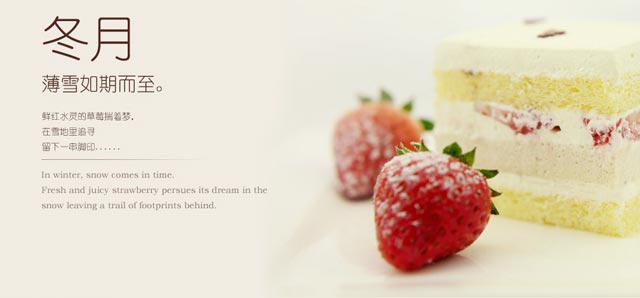 冬月
薄雪如期而至。
鲜红水灵的草莓揣着梦，
在雪地里追寻
留下一串脚印......
In winter, snow comes in time.
Fresh and juicy strawberry persues its dream in the
snow leaving a trail of footprints behind.